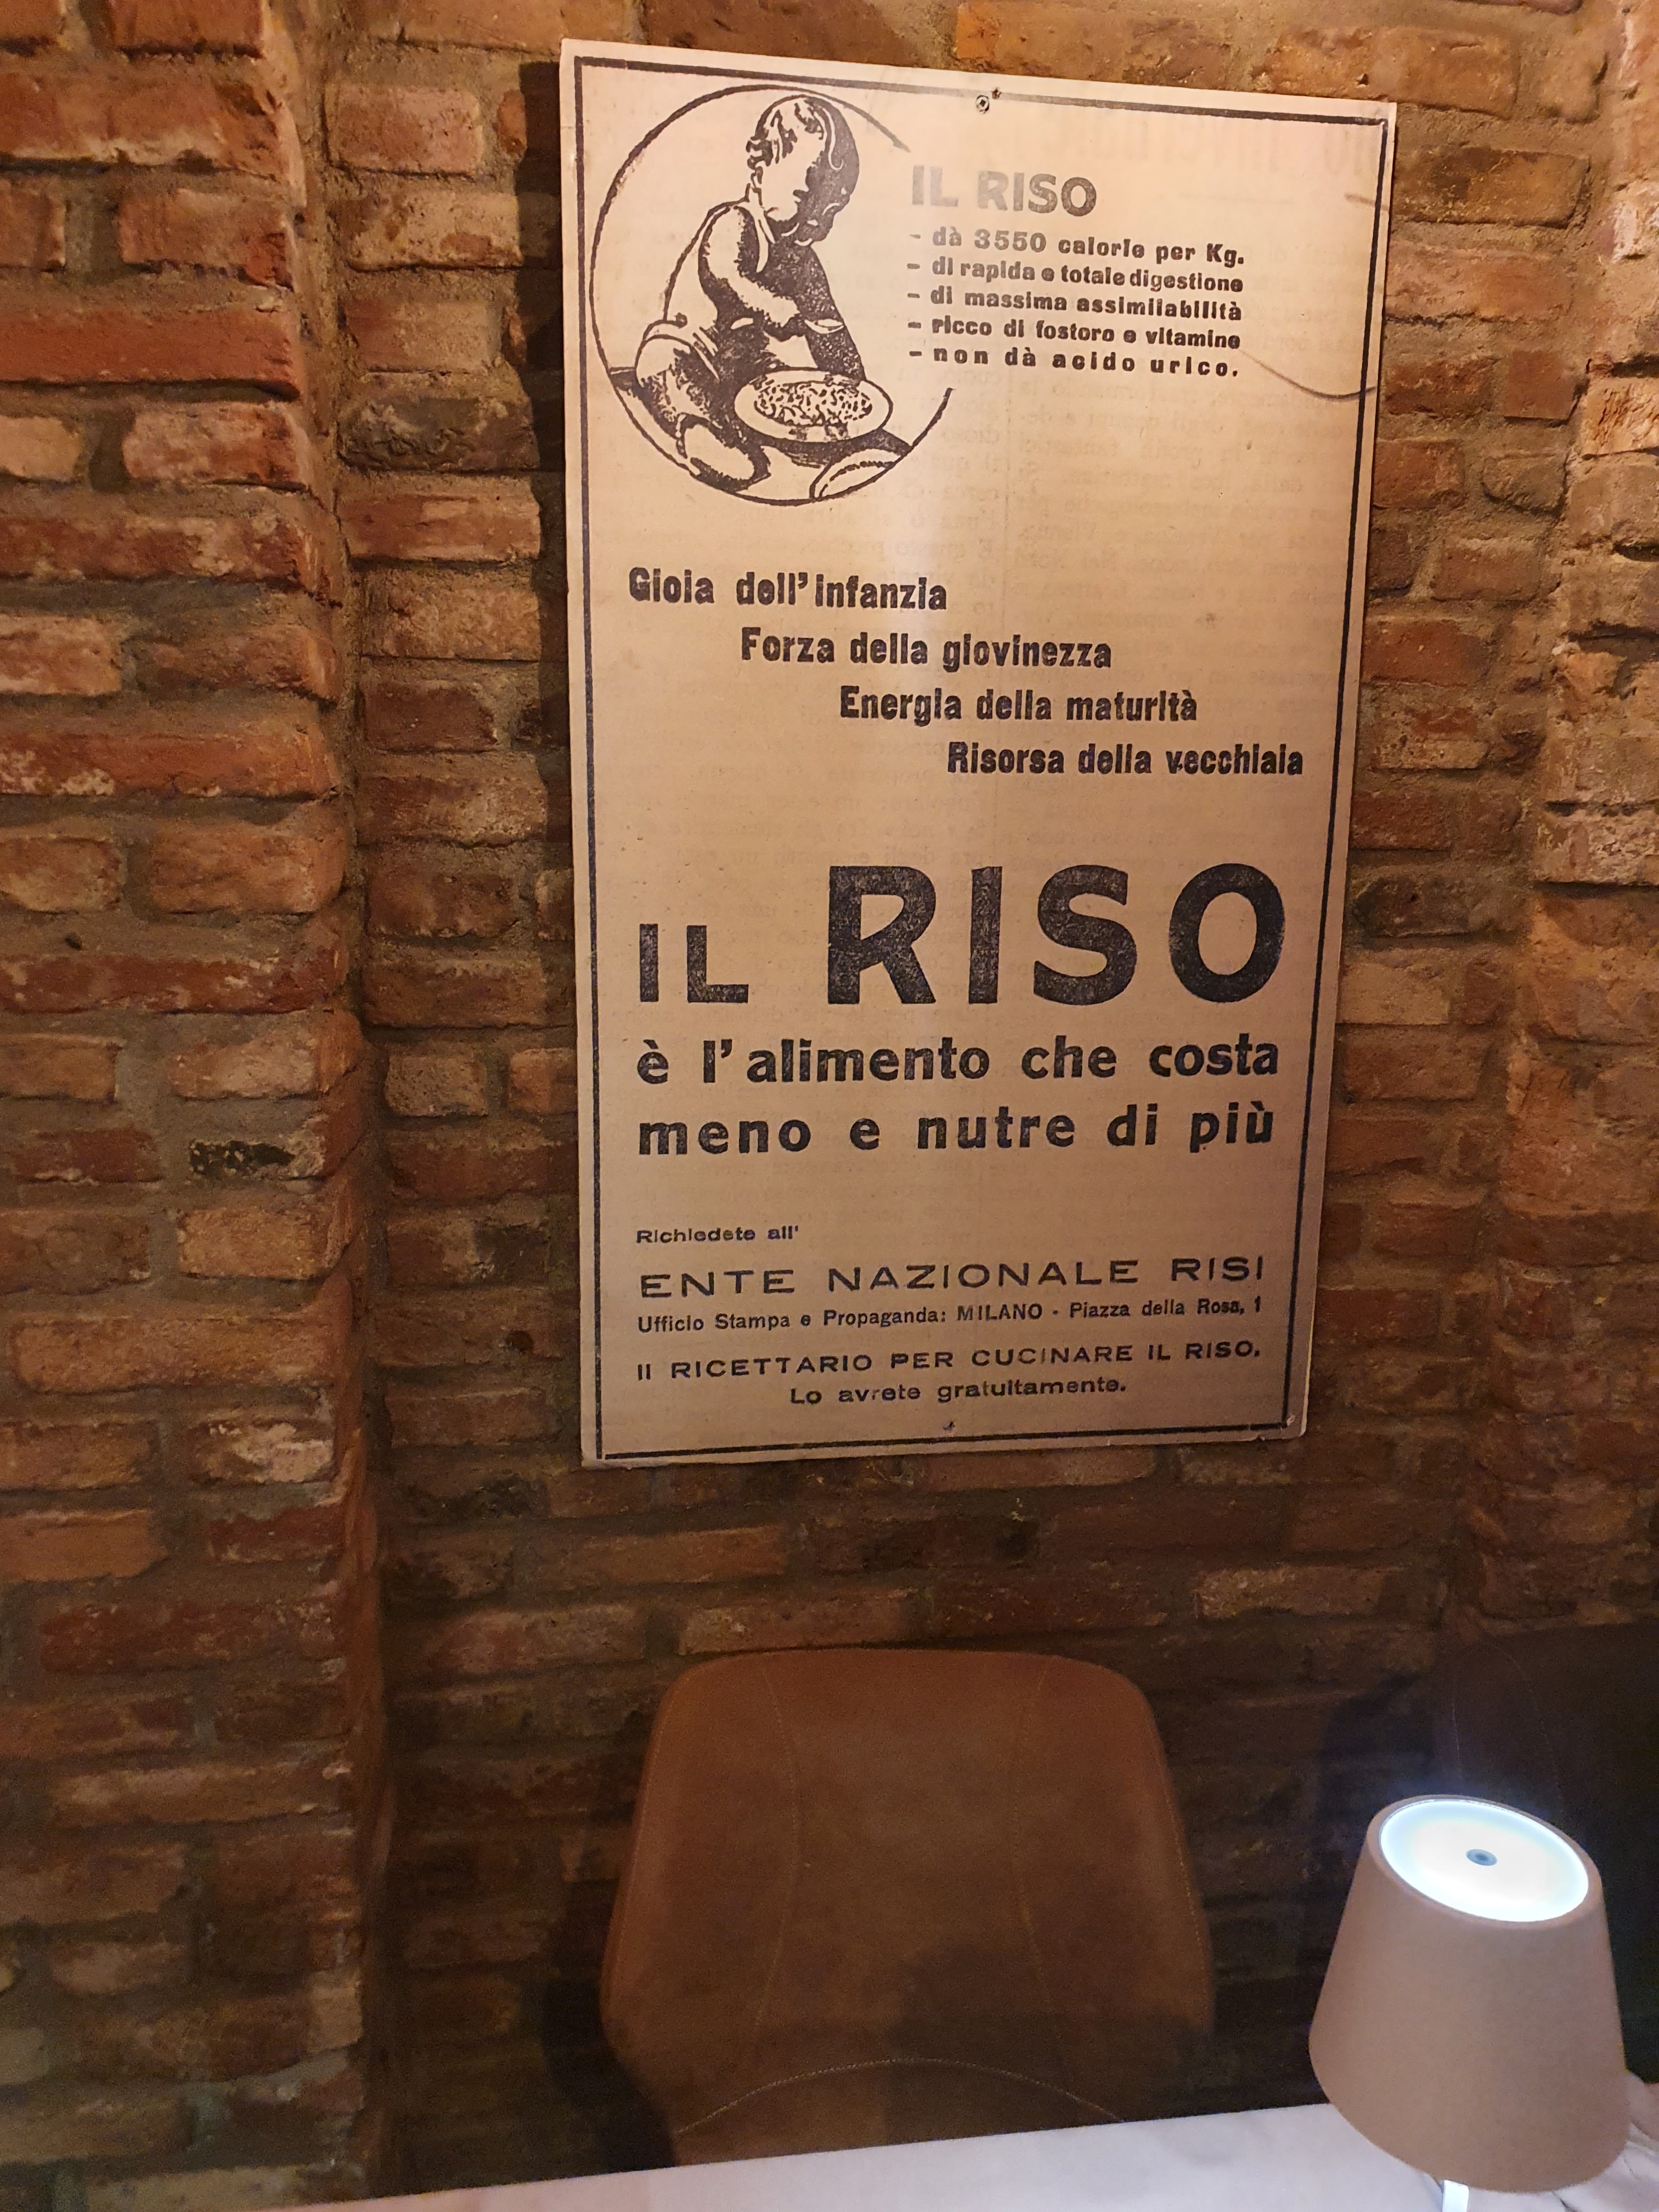 IL RISO
- dà 3550 calorie per Kg.
- di rapida e totale digestione
- di massima assimilabilità
- ricco di fosforo e vitamine
- non dà acido urico.
Gioia dell'infanzia
Forza della giovinezza
Energia della maturità
Risorsa della vecchiaia
IL RISO
è l'alimento che costa
meno e nutre di più
Richiedete all'
ENTE NAZIONALE RISI
Ufficio Stampa e Propaganda: MILANO - Piazza della Rosa, 1
Il RICETTARIO PER CUCINARE IL RISO.
Lo avrete gratuitamente.